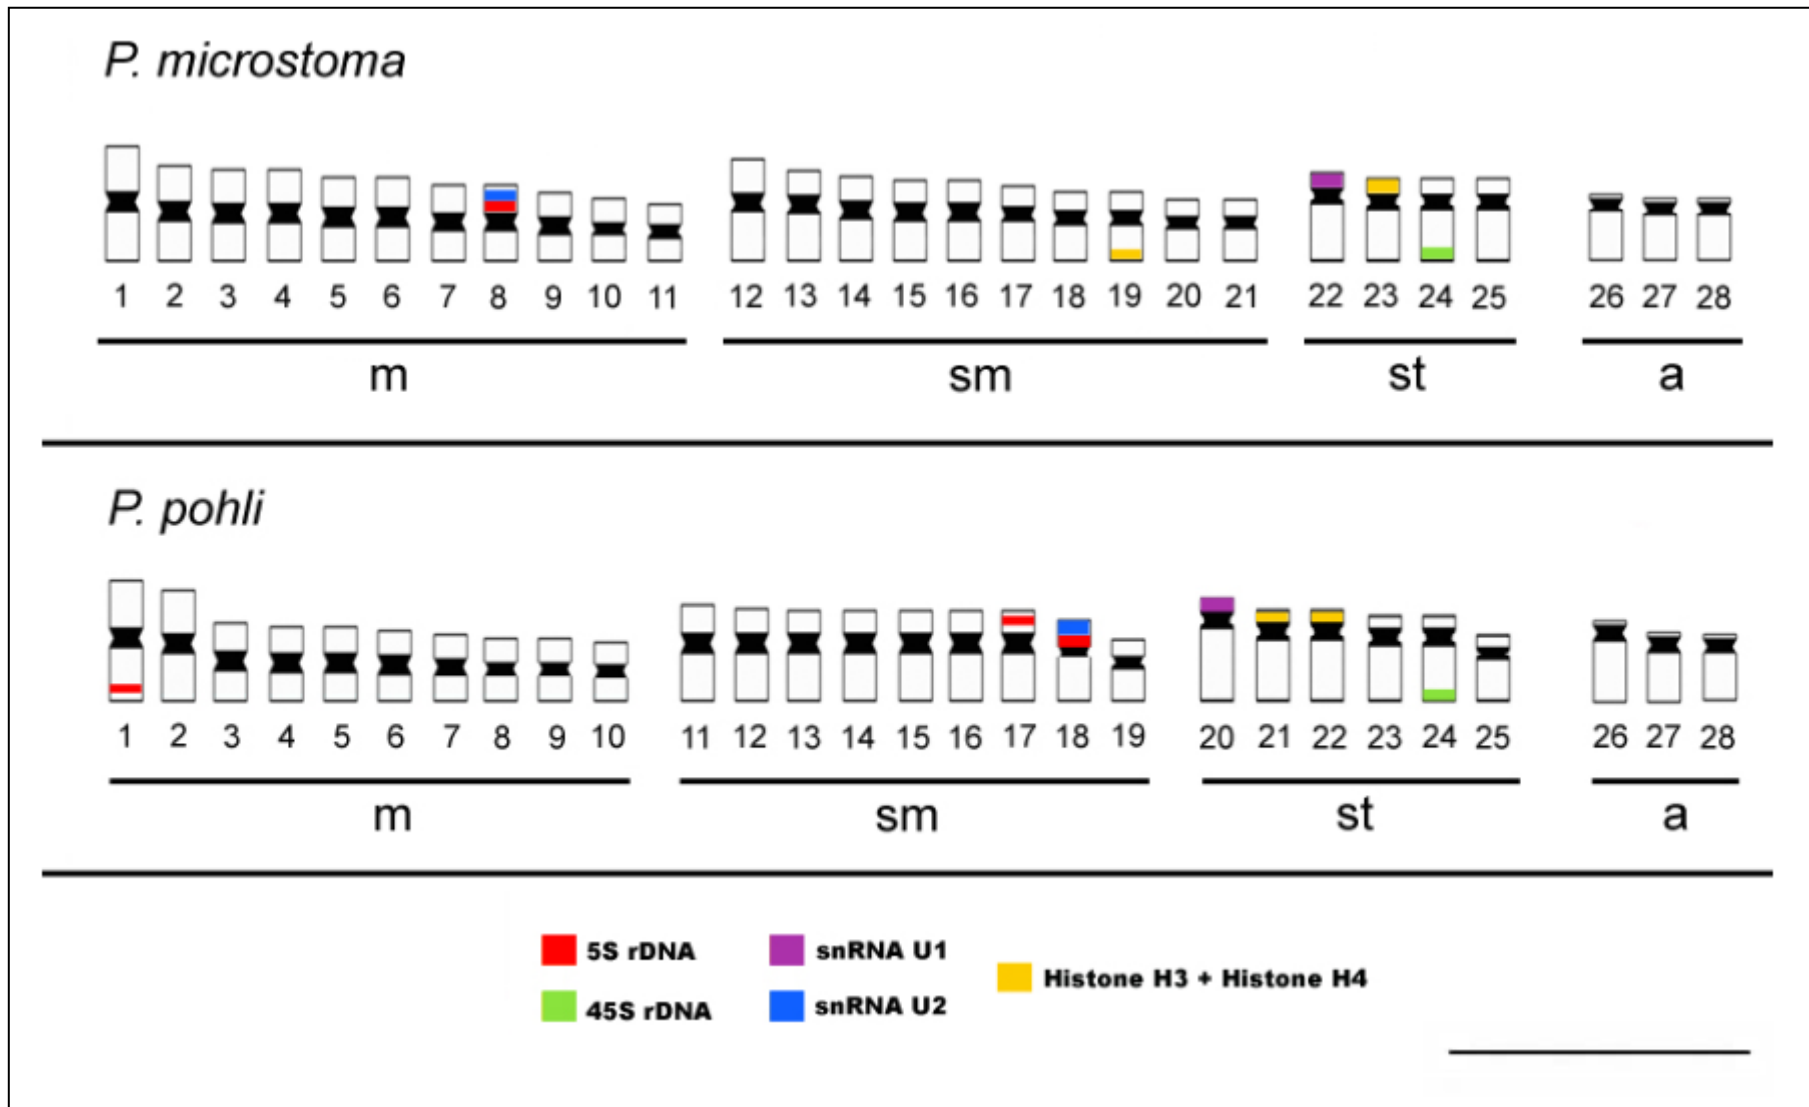 P. microstoma
1 2 3 4 5 6 7 8 9 10 11 12 13 14 15 16 17 18 19 20 21 22 23 24 25 26 27 28
m sm st a
P. pohli
1 2 3 4 5 6 7 8 9 10 11 12 13 14 15 16 17 18 19 20 21 22 23 24 25 26 27 28
m sm st a
5S rDNA snRNA U1
Histone H3 + Histone H4
45S rDNA snRNA U2